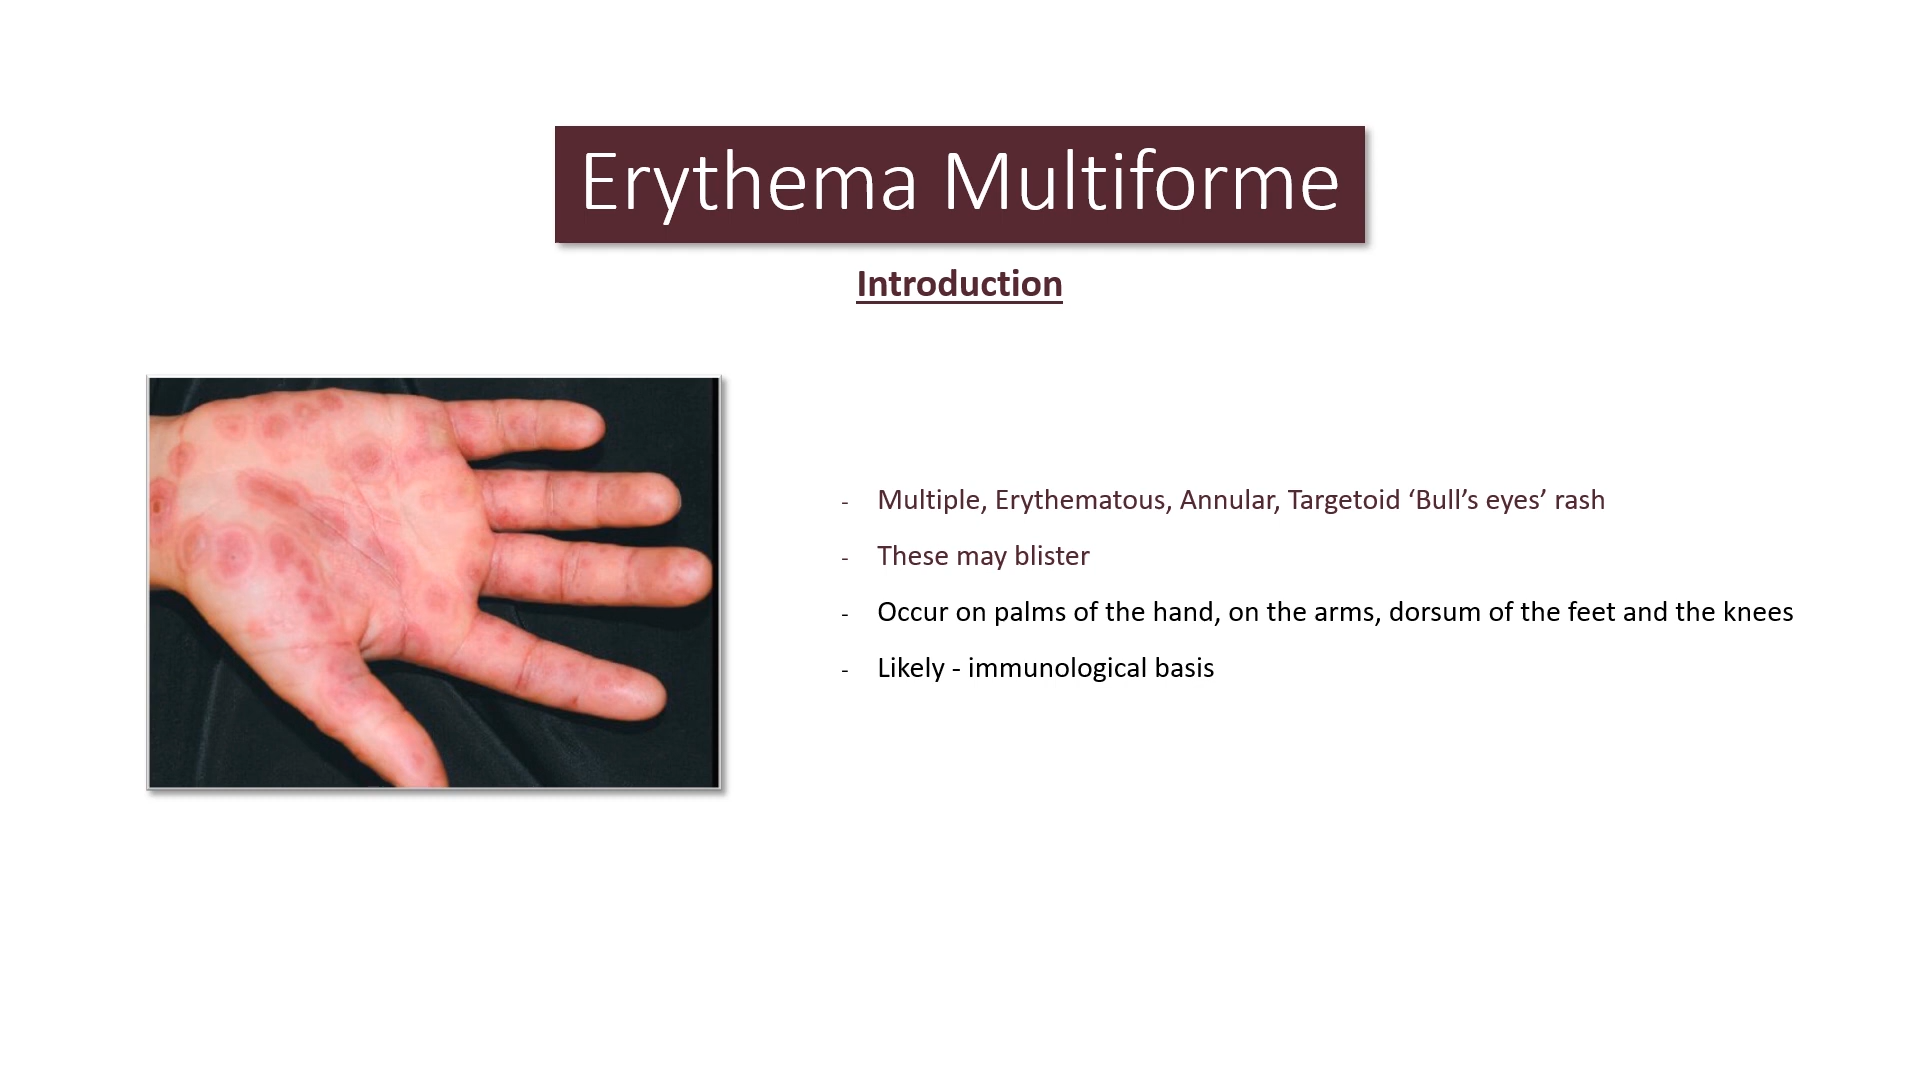 Erythema Multiforme
Introduction
- Multiple, Erythematous, Annular, Targetoid ‘Bull’s eyes’ rash
- These may blister
- Occur on palms of the hand, on the arms, dorsum of the feet and the knees
- Likely - immunological basis